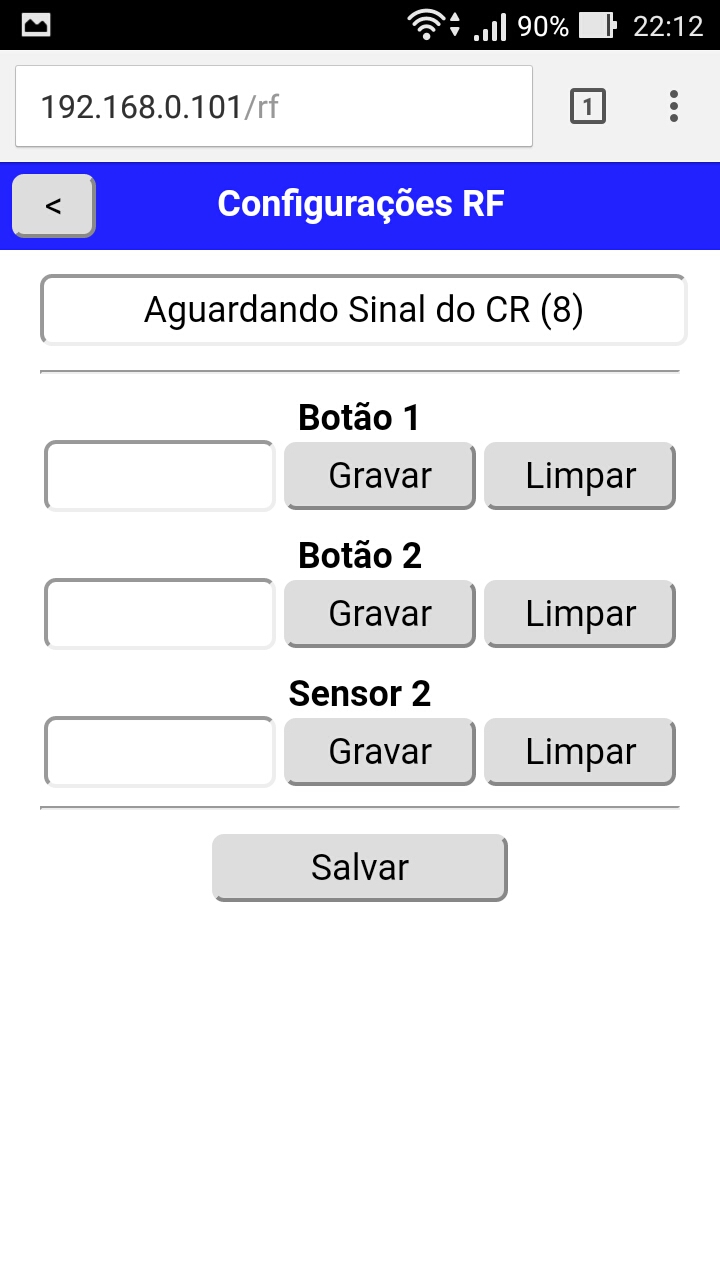 90% 22:12
192.168.0.101/rf 1
< Configurações RF
Aguardando Sinal do CR (8)
Botão 1
Gravar Limpar
Botão 2
Gravar Limpar
Sensor 2
Gravar Limpar
Salvar